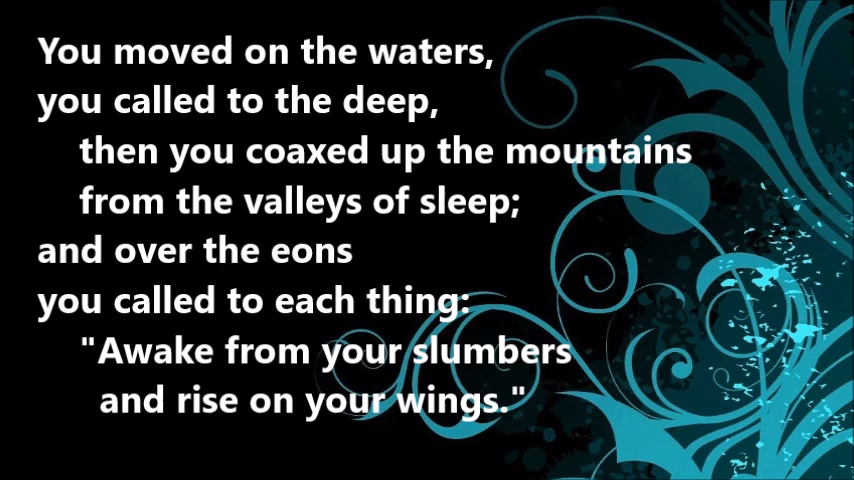 You moved on the waters,
you called to the deep,
then you coaxed up the mountains
from the valleys of sleep;
and over the eons
you called to each thing:
"Awake from your slumbers
and rise on your wings."